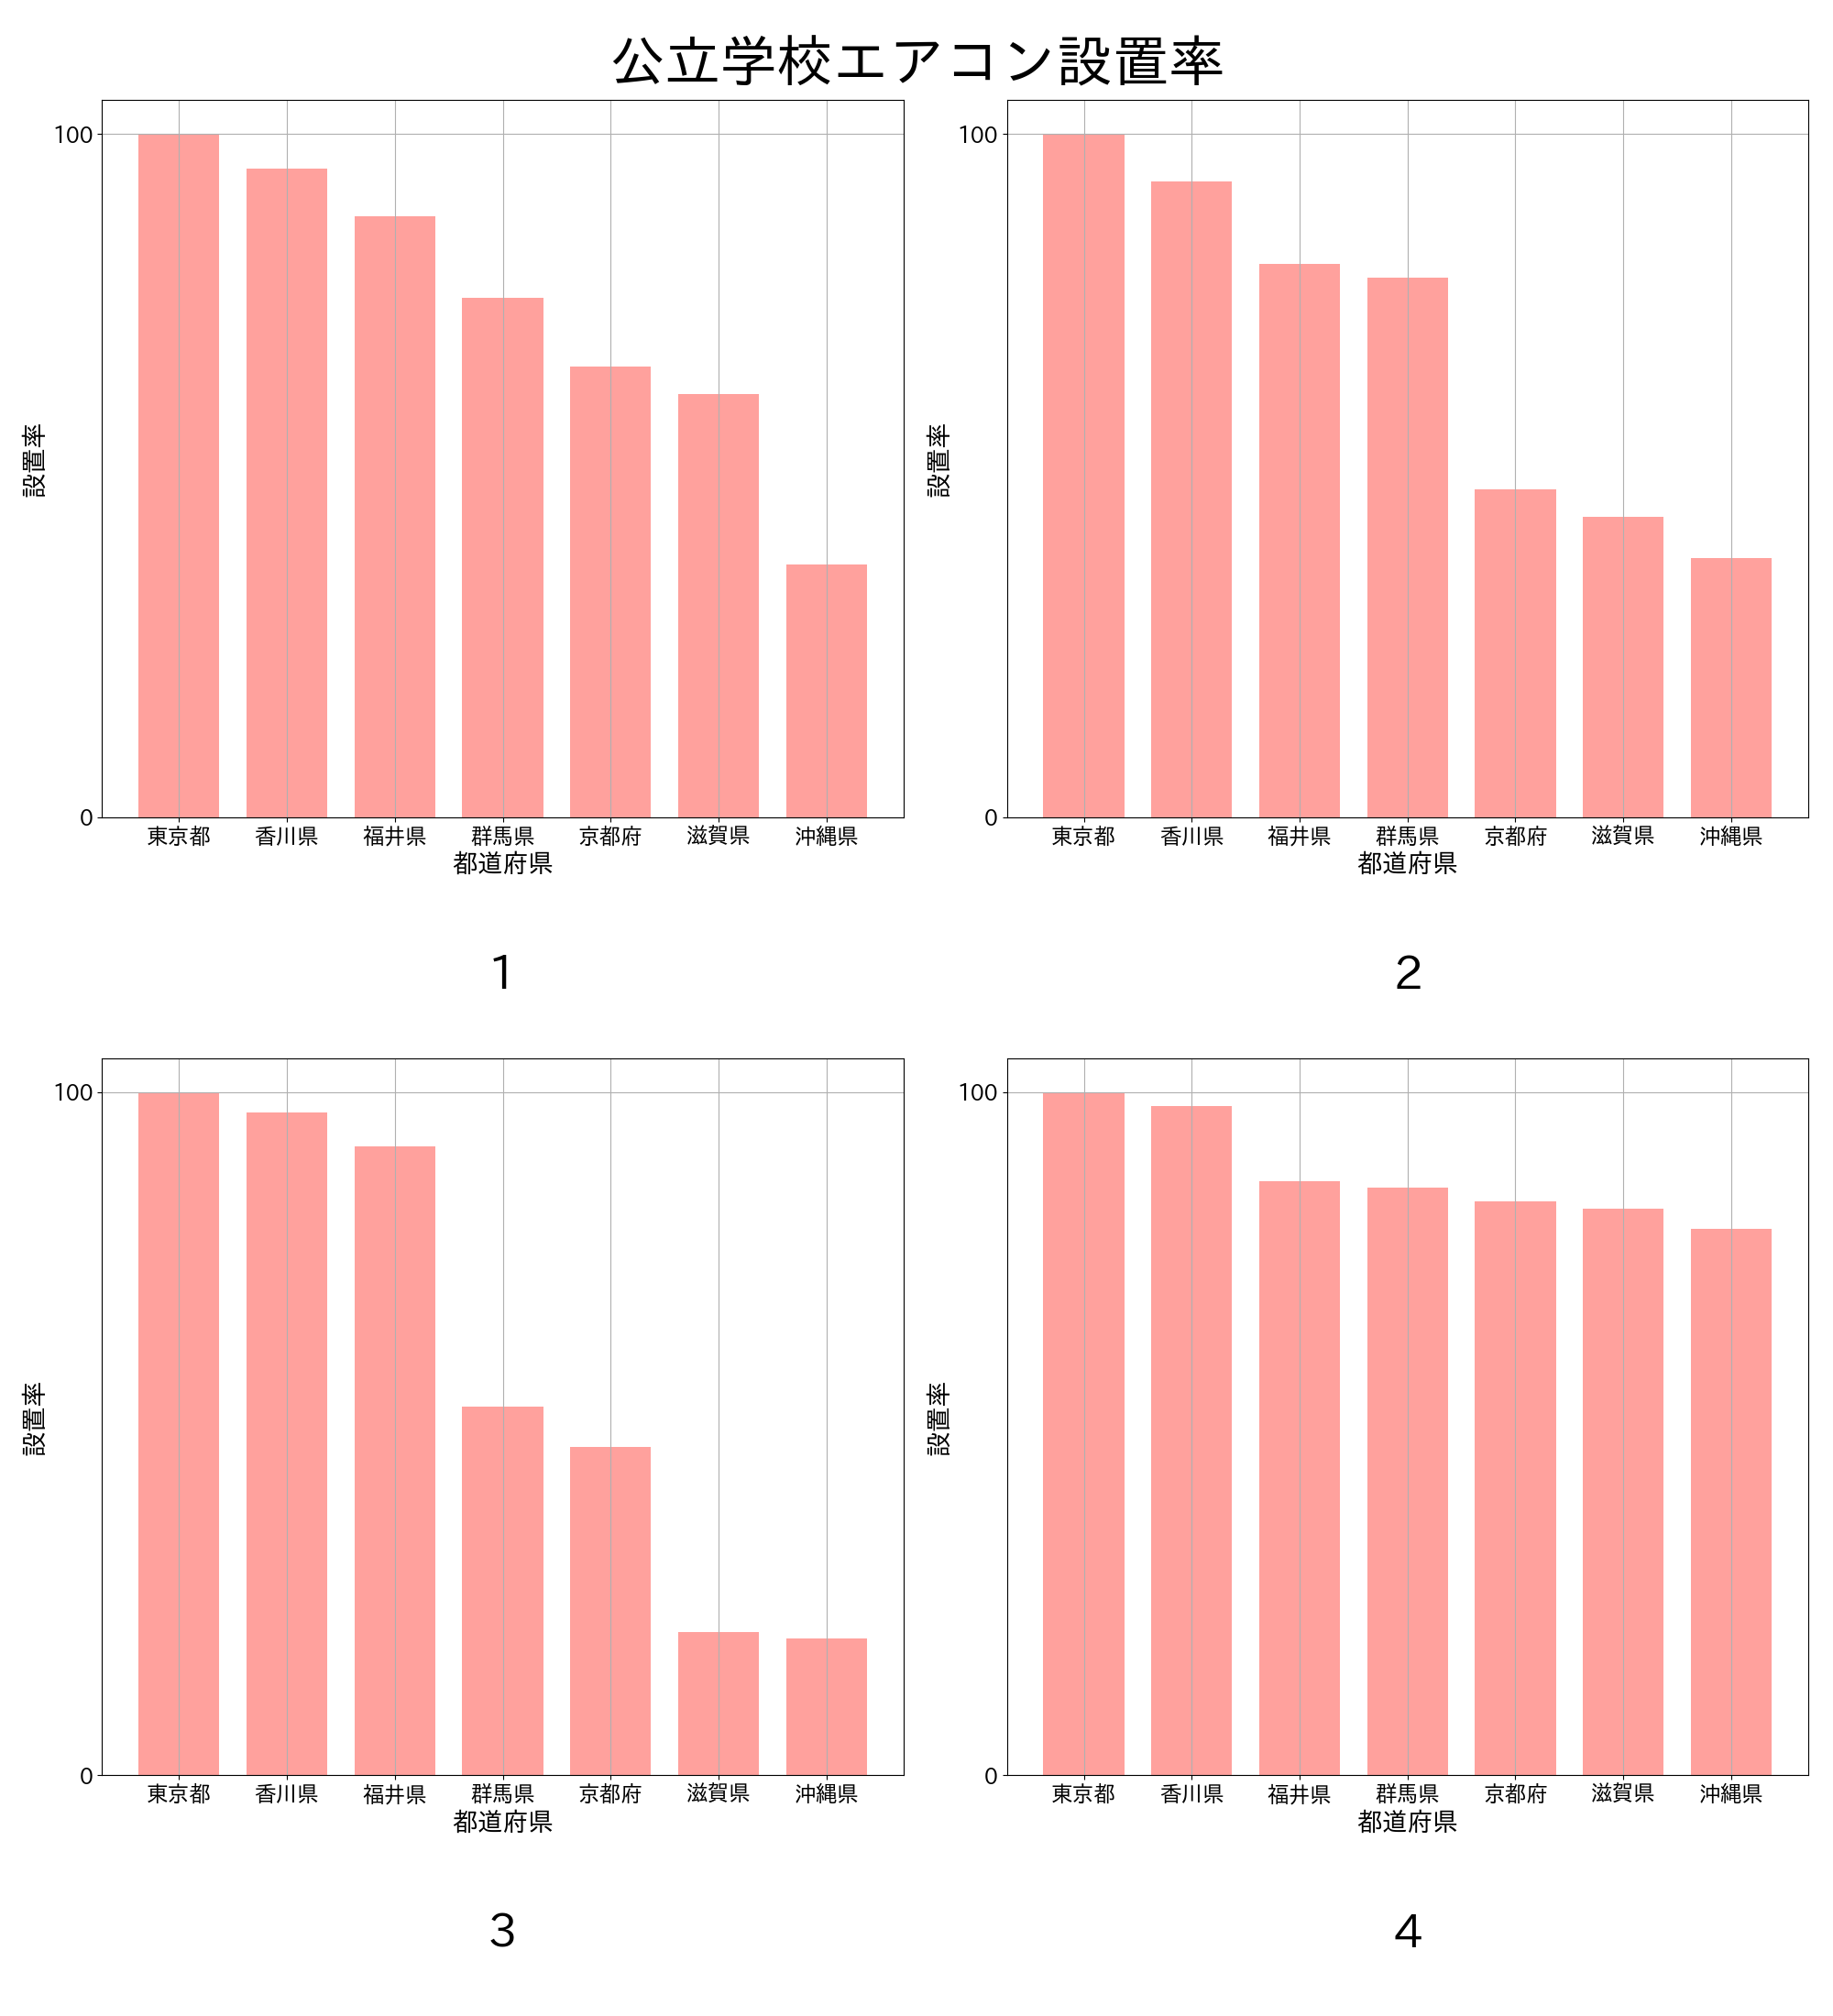 公立学校エアコン設置率
100
設置率
0
東京都 香川県 福井県 群馬県 京都府 滋賀県 沖縄県
都道府県
1
100
設置率
0
東京都 香川県 福井県 群馬県 京都府 滋賀県 沖縄県
都道府県
2
100
設置率
0
東京都 香川県 福井県 群馬県 京都府 滋賀県 沖縄県
都道府県
3
100
設置率
0
東京都 香川県 福井県 群馬県 京都府 滋賀県 沖縄県
都道府県
4